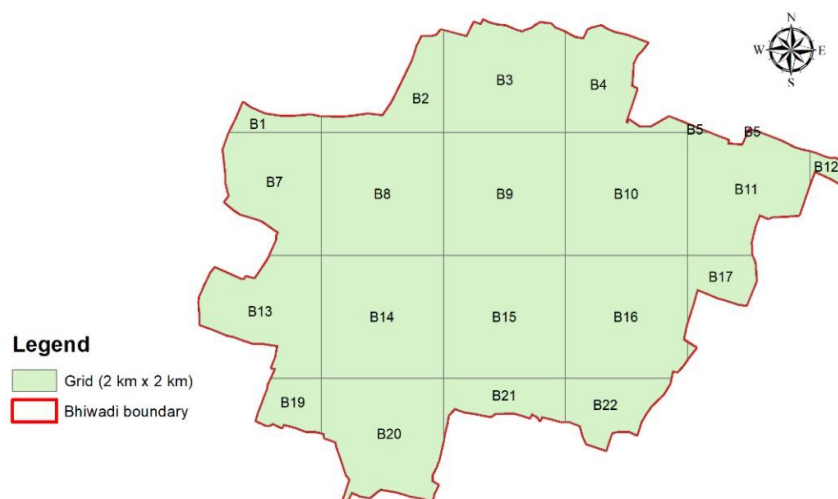 N
W E
S
B3
B4
B2
B1
B5
B5
B7
B8
B9
B10
B11
B12
B13
B14
B15
B16
B17
B19
B20
B21
B22
Legend
Grid (2 km x 2 km)
Bhiwadi boundary